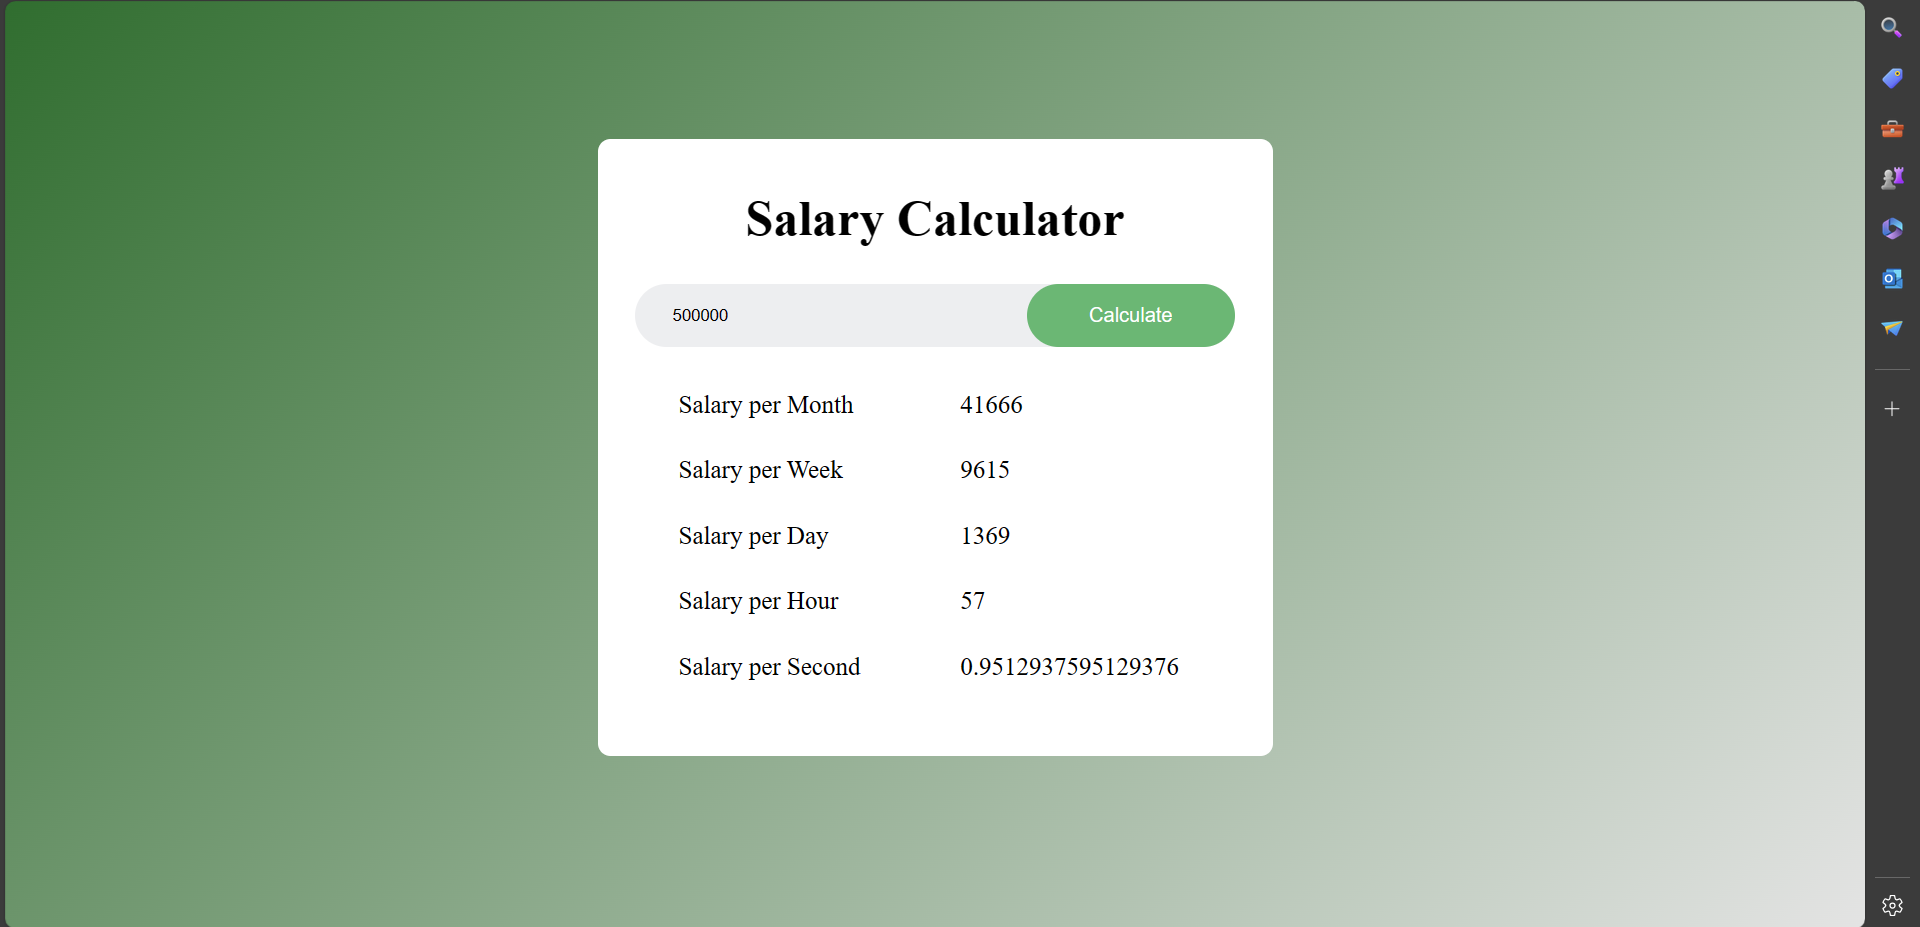 Salary Calculator
500000 Calculate
Salary per Month 41666
Salary per Week 9615
Salary per Day 1369
Salary per Hour 57
Salary per Second 0.9512937595129376